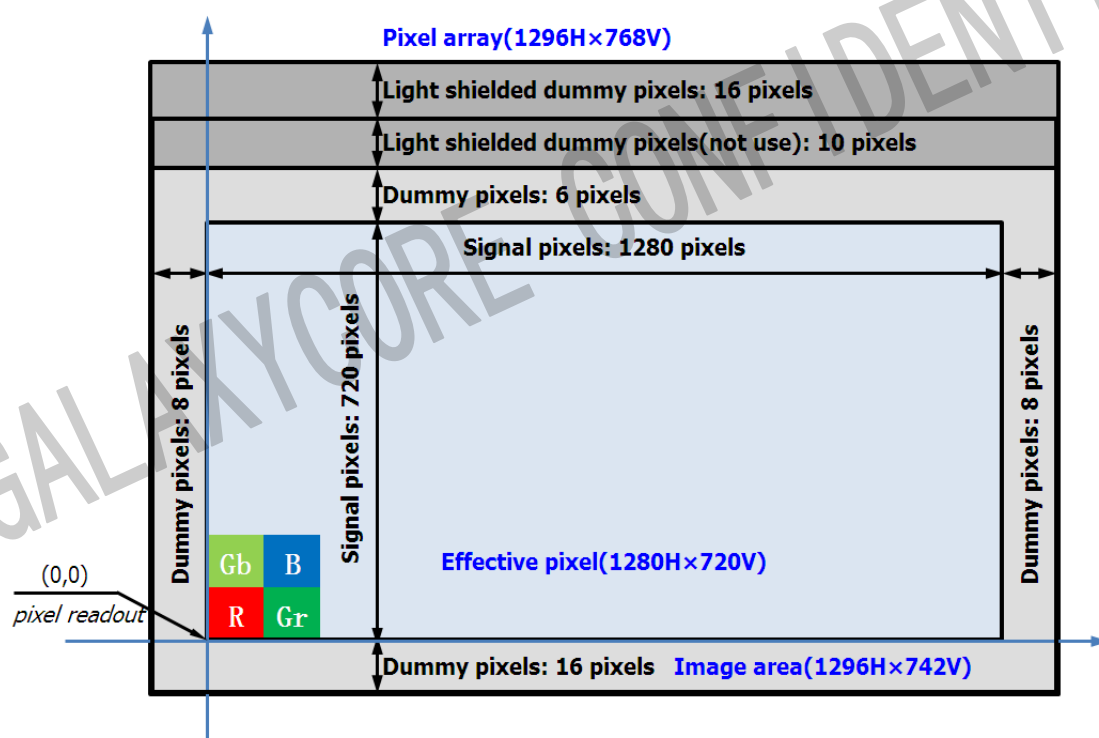 Pixel array(1296H×768V)
Light shielded dummy pixels: 16 pixels
Light shielded dummy pixels(not use): 10 pixels
Dummy pixels: 6 pixels
Signal pixels: 1280 pixels
Dummy pixels: 8 pixels
Signal pixels: 720 pixels
Dummy pixels: 8 pixels
Gb B
R Gr
Effective pixel(1280H×720V)
(0,0)
pixel readout
Dummy pixels: 16 pixels
Image area(1296H×742V)
GALAXYCORE CONFIDENT